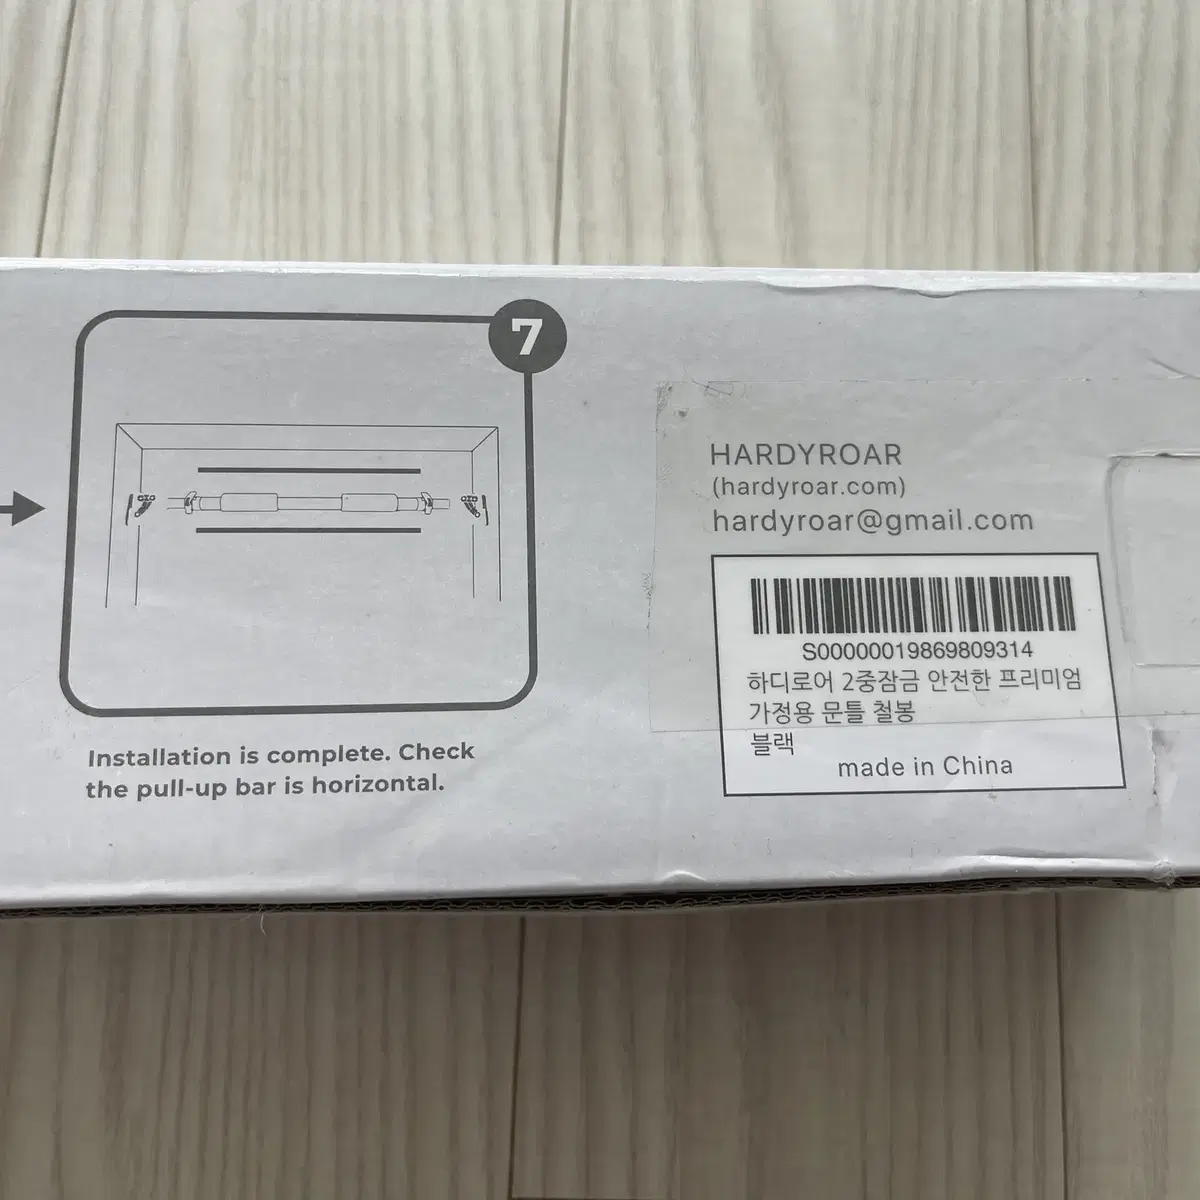 7
Installation is complete. Check
the pull-up bar is horizontal.
HARDYROAR
(hardyroar.com)
hardyroar@gmail.com
S00000019869809314
하디로어 2중잠금 안전한 프리미엄
가정용 문틀 철봉
블랙
made in China